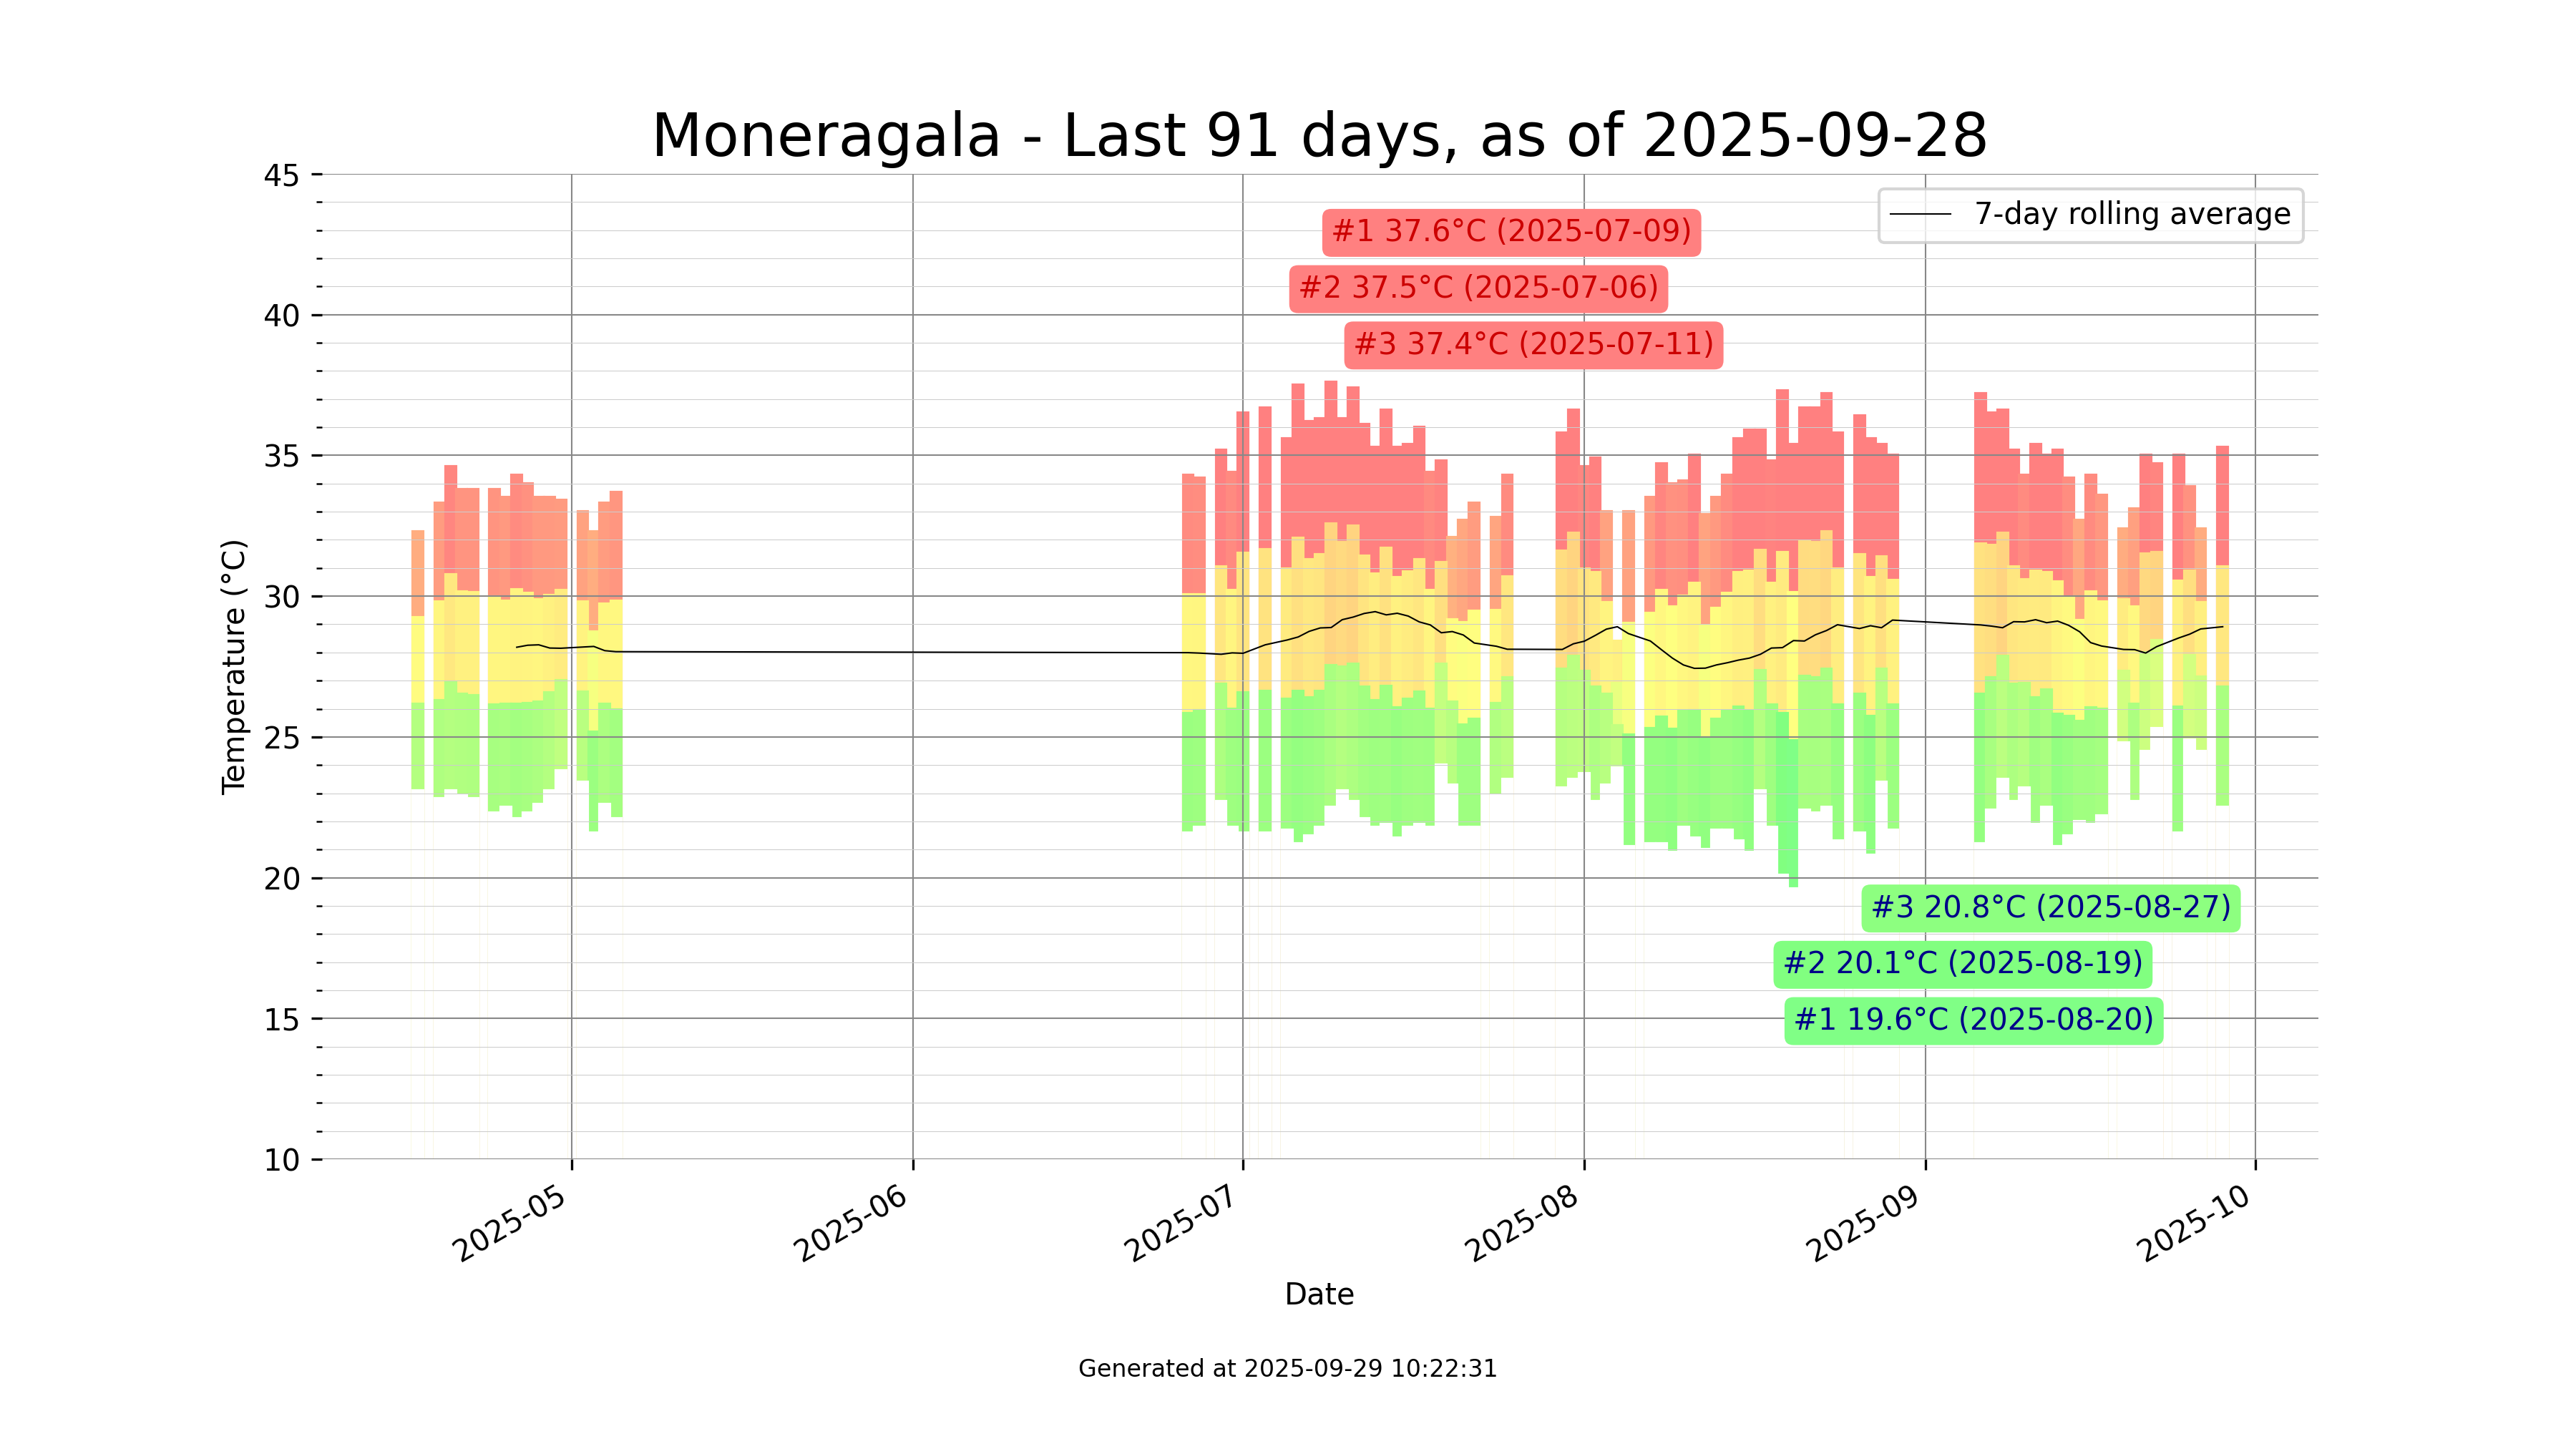 Moneragala - Last 91 days, as of 2025-09-28
45
40
35
30
25
20
15
10
Temperature (°C)
7-day rolling average
#1 37.6°C (2025-07-09)
#2 37.5°C (2025-07-06)
#3 37.4°C (2025-07-11)
#3 20.8°C (2025-08-27)
#2 20.1°C (2025-08-19)
#1 19.6°C (2025-08-20)
2025-05
2025-06
2025-07
2025-08
2025-09
2025-10
Date
Generated at 2025-09-29 10:22:31